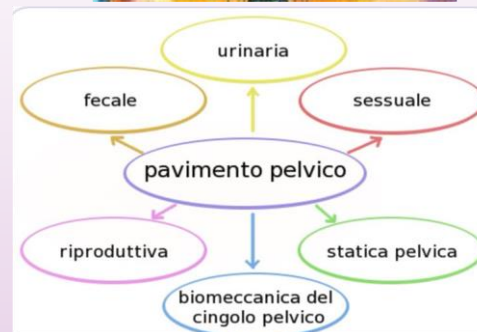 urinaria
fecale
sessuale
pavimento pelvico
riproduttiva
statica pelvica
biomeccanica del
cingolo pelvico